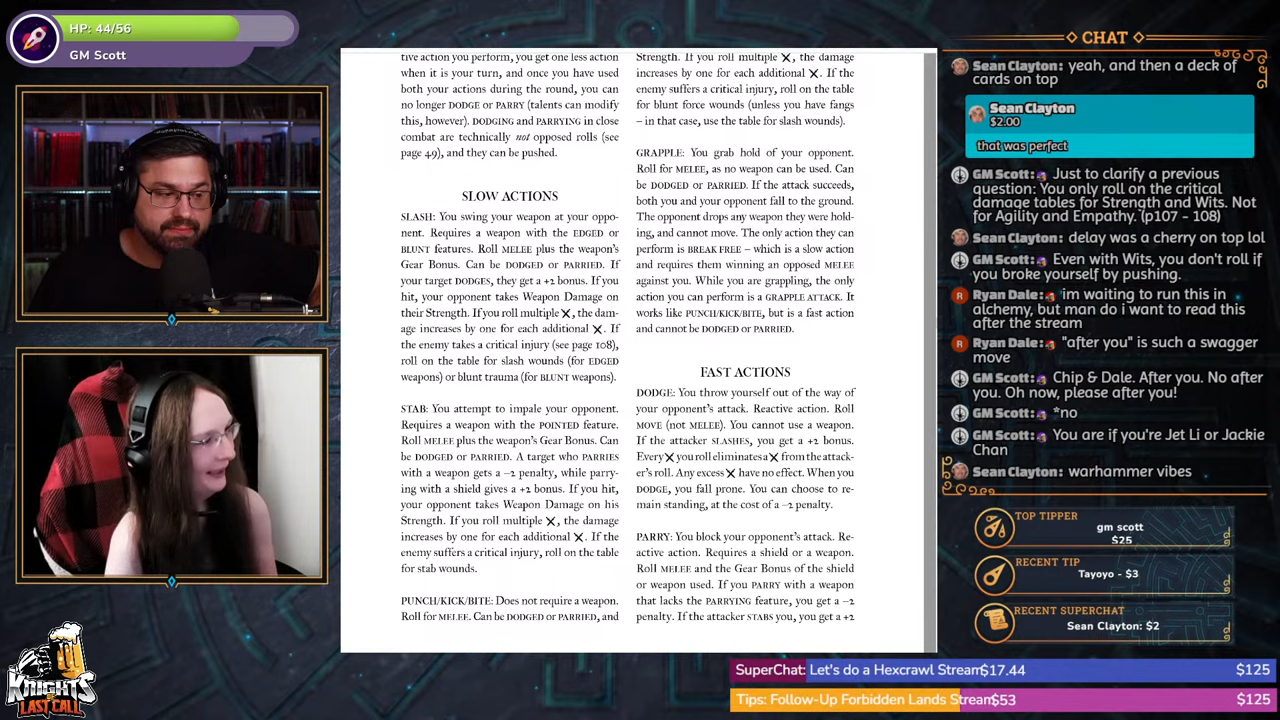 HP: 44/56
GM Scott
tive action you perform, you get one less action
when it is your turn, and once you have used
both your actions during the round, you can
no longer DODGE or PARRY (talents can modify
this, however). DODGING and PARRYING in close
combat are technically not opposed rolls (see
page 49), and they can be pushed.
SLOW ACTIONS
SLASH: You swing your weapon at your oppo-
nent. Requires a weapon with the EDGED or
BLUNT features. Roll MELEE plus the weapon's
Gear Bonus. Can be DODGED or PARRIED. If
your target DODGES, they get a +2 bonus. If you
hit, your opponent takes Weapon Damage on
their Strength. If you roll multiple ⚔, the dam-
age increases by one for each additional ⚔. If
the enemy takes a critical injury (see page 108),
roll on the table for slash wounds (for EDGED
weapons) or blunt trauma (for BLUNT weapons).
STAB: You attempt to impale your opponent.
Requires a weapon with the POINTED feature.
Roll MELEE plus the weapon's Gear Bonus. Can
be DODGED or PARRIED. A target who PARRIES
with a weapon gets a –2 penalty, while parry-
ing with a shield gives a +2 bonus. If you hit,
your opponent takes Weapon Damage on his
Strength. If you roll multiple ⚔, the damage
increases by one for each additional ⚔. If the
enemy suffers a critical injury, roll on the table
for stab wounds.
PUNCH/KICK/BITE: Does not require a weapon.
Roll for MELEE. Can be DODGED or PARRIED, and
Strength. If you roll multiple ⚔, the damage
increases by one for each additional ⚔. If the
enemy suffers a critical injury, roll on the table
for blunt force wounds (unless you have fangs
– in that case, use the table for slash wounds).
GRAPPLE: You grab hold of your opponent.
Roll for MELEE, as no weapon can be used. Can
be DODGED or PARRIED. If the attack succeeds,
both you and your opponent fall to the ground.
The opponent drops any weapon they were hold-
ing, and cannot move. The only action they can
perform is BREAK FREE – which is a slow action
and requires them winning an opposed MELEE
against you. While you are grappling, the only
action you can perform is a GRAPPLE ATTACK. It
works like PUNCH/KICK/BITE, but is a fast action
and cannot be DODGED or PARRIED.
FAST ACTIONS
DODGE: You throw yourself out of the way of
your opponent's attack. Reactive action. Roll
MOVE (not MELEE). You cannot use a weapon.
If the attacker SLASHES, you get a +2 bonus.
Every ⚔ you roll eliminates a ⚔ from the attack-
er's roll. Any excess ⚔ have no effect. When you
DODGE, you fall prone. You can choose to re-
main standing, at the cost of a –2 penalty.
PARRY: You block your opponent's attack. Re-
active action. Requires a shield or a weapon.
Roll MELEE and the Gear Bonus of the shield
or weapon used. If you PARRY with a weapon
that lacks the PARRYING feature, you get a –2
penalty. If the attacker STABS you, you get a +2
CHAT
Sean Clayton: yeah, and then a deck of
cards on top
Sean Clayton
$2.00
that was perfect
GM Scott: Just to clarify a previous
question: You only roll on the critical
damage tables for Strength and Wits. Not
for Agility and Empathy. (p107 - 108)
Sean Clayton: delay was a cherry on top lol
GM Scott: Even with Wits, you don't roll if
you broke yourself by pushing.
R Ryan Dale: im waiting to run this in
alchemy, but man do i want to read this
after the stream
R Ryan Dale: "after you" is such a swagger
move
GM Scott: Chip & Dale. After you. No after
you. Oh now, please after you!
GM Scott: *no
GM Scott: You are if you're Jet Li or Jackie
Chan
Sean Clayton: warhammer vibes
TOP TIPPER
gm scott
$25
RECENT TIP
Tayoyo - $3
RECENT SUPERCHAT
Sean Clayton: $2
KNIGHTS
OF
LAST CALL
SuperChat: Let's do a Hexcrawl Stream $17.44 $125
Tips: Follow-Up Forbidden Lands Stream $53 $125